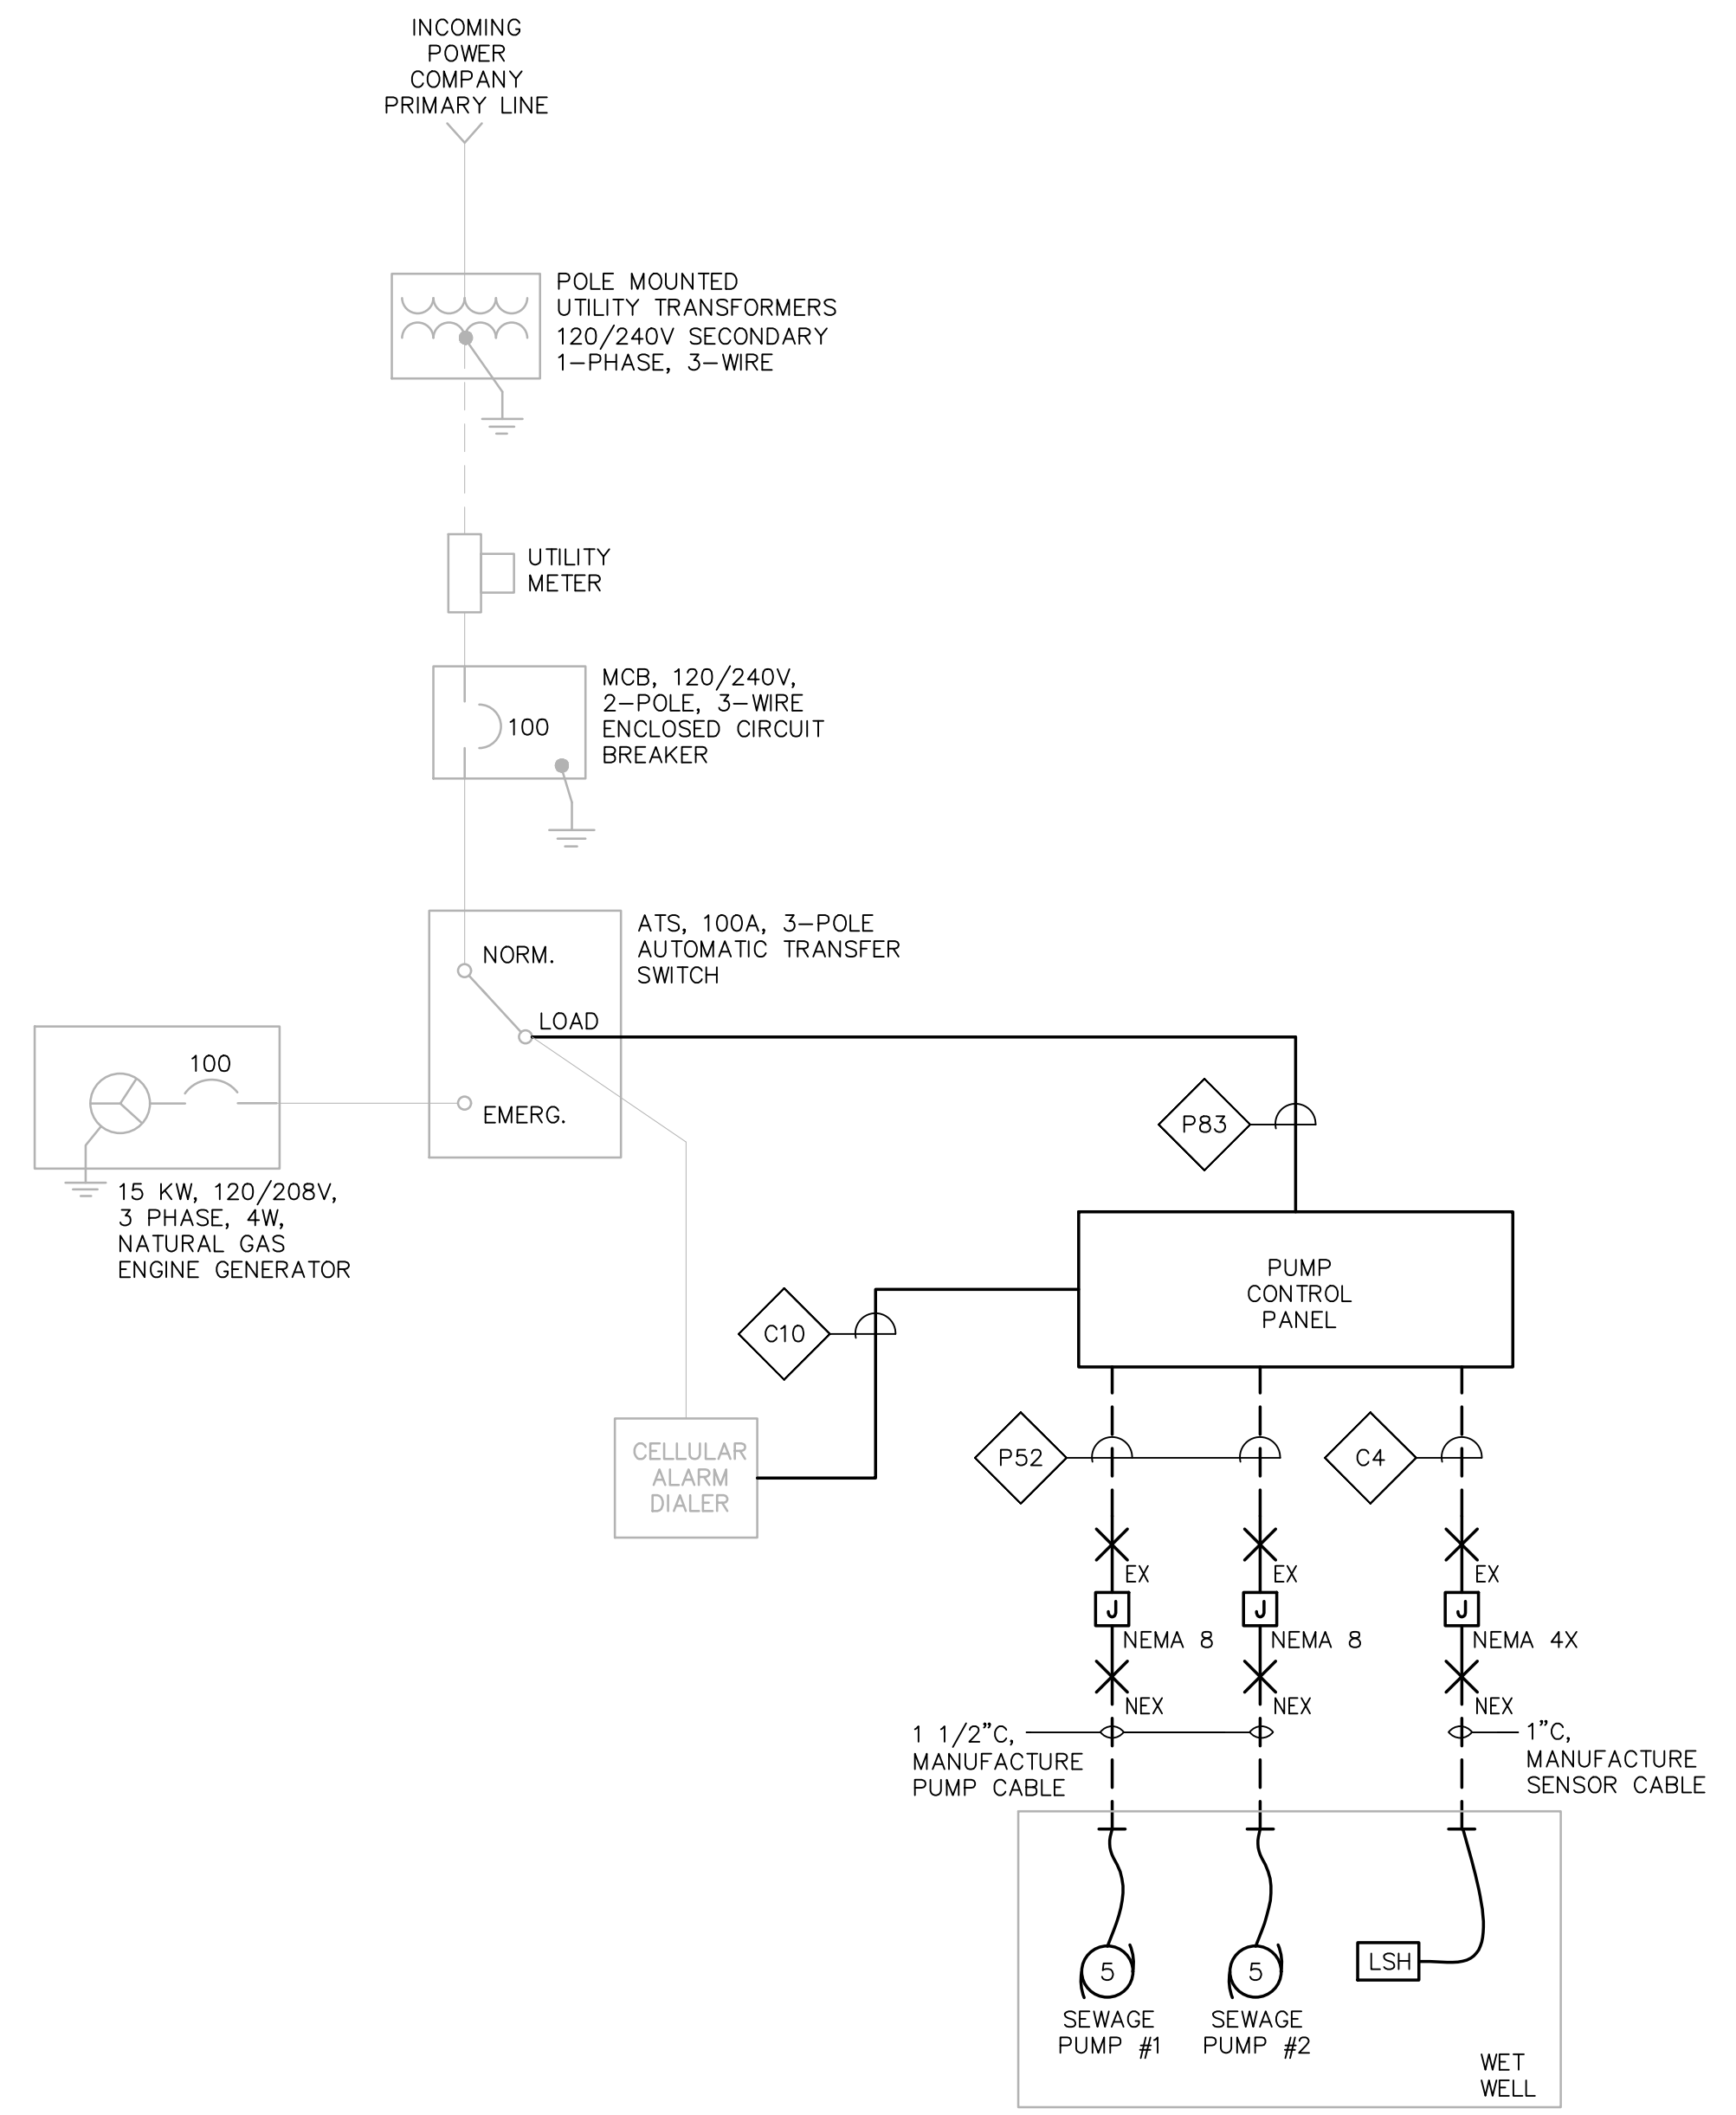 INCOMING
POWER
COMPANY
PRIMARY LINE
POLE MOUNTED
UTILITY TRANSFORMERS
120/240V SECONDARY
1-PHASE, 3-WIRE
UTILITY
METER
MCB, 120/240V,
2-POLE, 3-WIRE
ENCLOSED CIRCUIT
BREAKER
100
ATS, 100A, 3-POLE
AUTOMATIC TRANSFER
SWITCH
NORM.
LOAD
EMERG.
100
15 KW, 120/208V,
3 PHASE, 4W,
NATURAL GAS
ENGINE GENERATOR
P83
PUMP
CONTROL
PANEL
C10
CELLULAR
ALARM
DIALER
P52
C4
EX
EX
EX
J
J
J
NEMA 8
NEMA 8
NEMA 4X
NEX
NEX
NEX
1 1/2"C,
MANUFACTURE
PUMP CABLE
1"C,
MANUFACTURE
SENSOR CABLE
5
5
LSH
SEWAGE
PUMP #1
SEWAGE
PUMP #2
WET
WELL